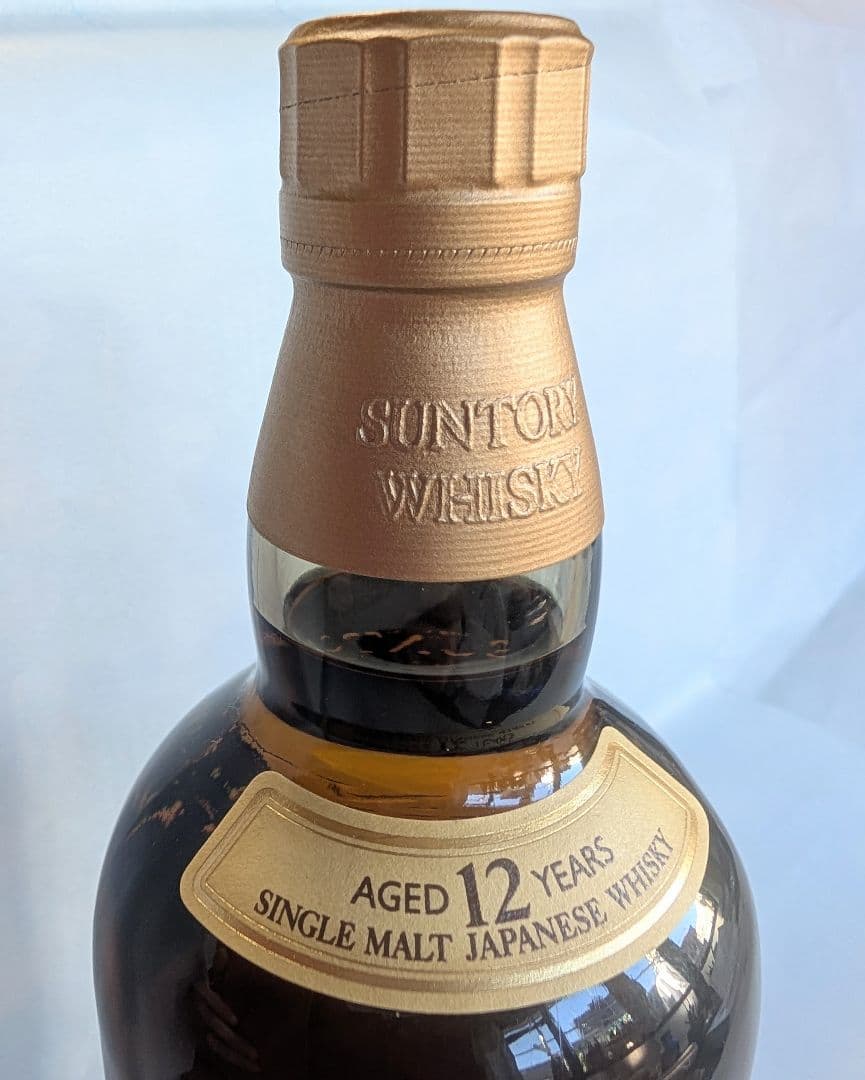 SUNTORY
WHISKY
AGED 12 YEARS
SINGLE MALT JAPANESE WHISKY